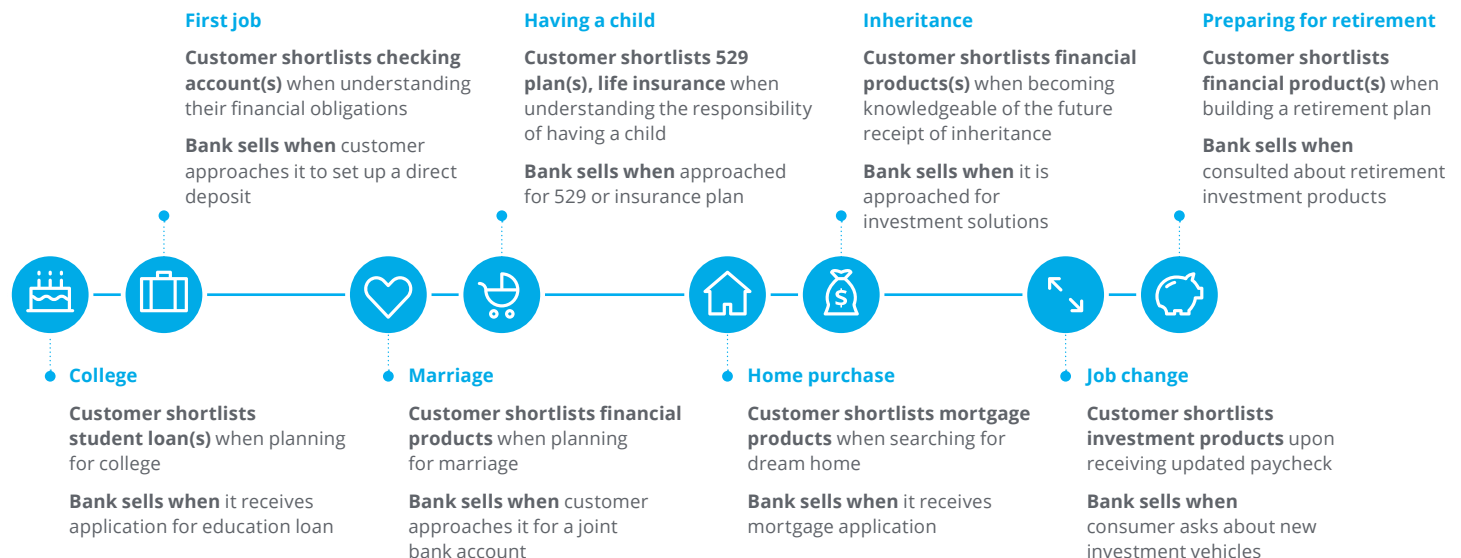 First job
Customer shortlists checking
account(s) when understanding
their financial obligations
Bank sells when customer
approaches it to set up a direct
deposit
Having a child
Customer shortlists 529
plan(s), life insurance when
understanding the responsibility
of having a child
Bank sells when approached
for 529 or insurance plan
Inheritance
Customer shortlists financial
products(s) when becoming
knowledgeable of the future
receipt of inheritance
Bank sells when it is
approached for
investment solutions
Preparing for retirement
Customer shortlists
financial product(s) when
building a retirement plan
Bank sells when
consulted about retirement
investment products
$
College
Customer shortlists
student loan(s) when planning
for college
Bank sells when it receives
application for education loan
Marriage
Customer shortlists financial
products when planning
for marriage
Bank sells when customer
approaches it for a joint
bank account
Home purchase
Customer shortlists mortgage
products when searching for
dream home
Bank sells when it receives
mortgage application
Job change
Customer shortlists
investment products upon
receiving updated paycheck
Bank sells when
consumer asks about new
investment vehicles